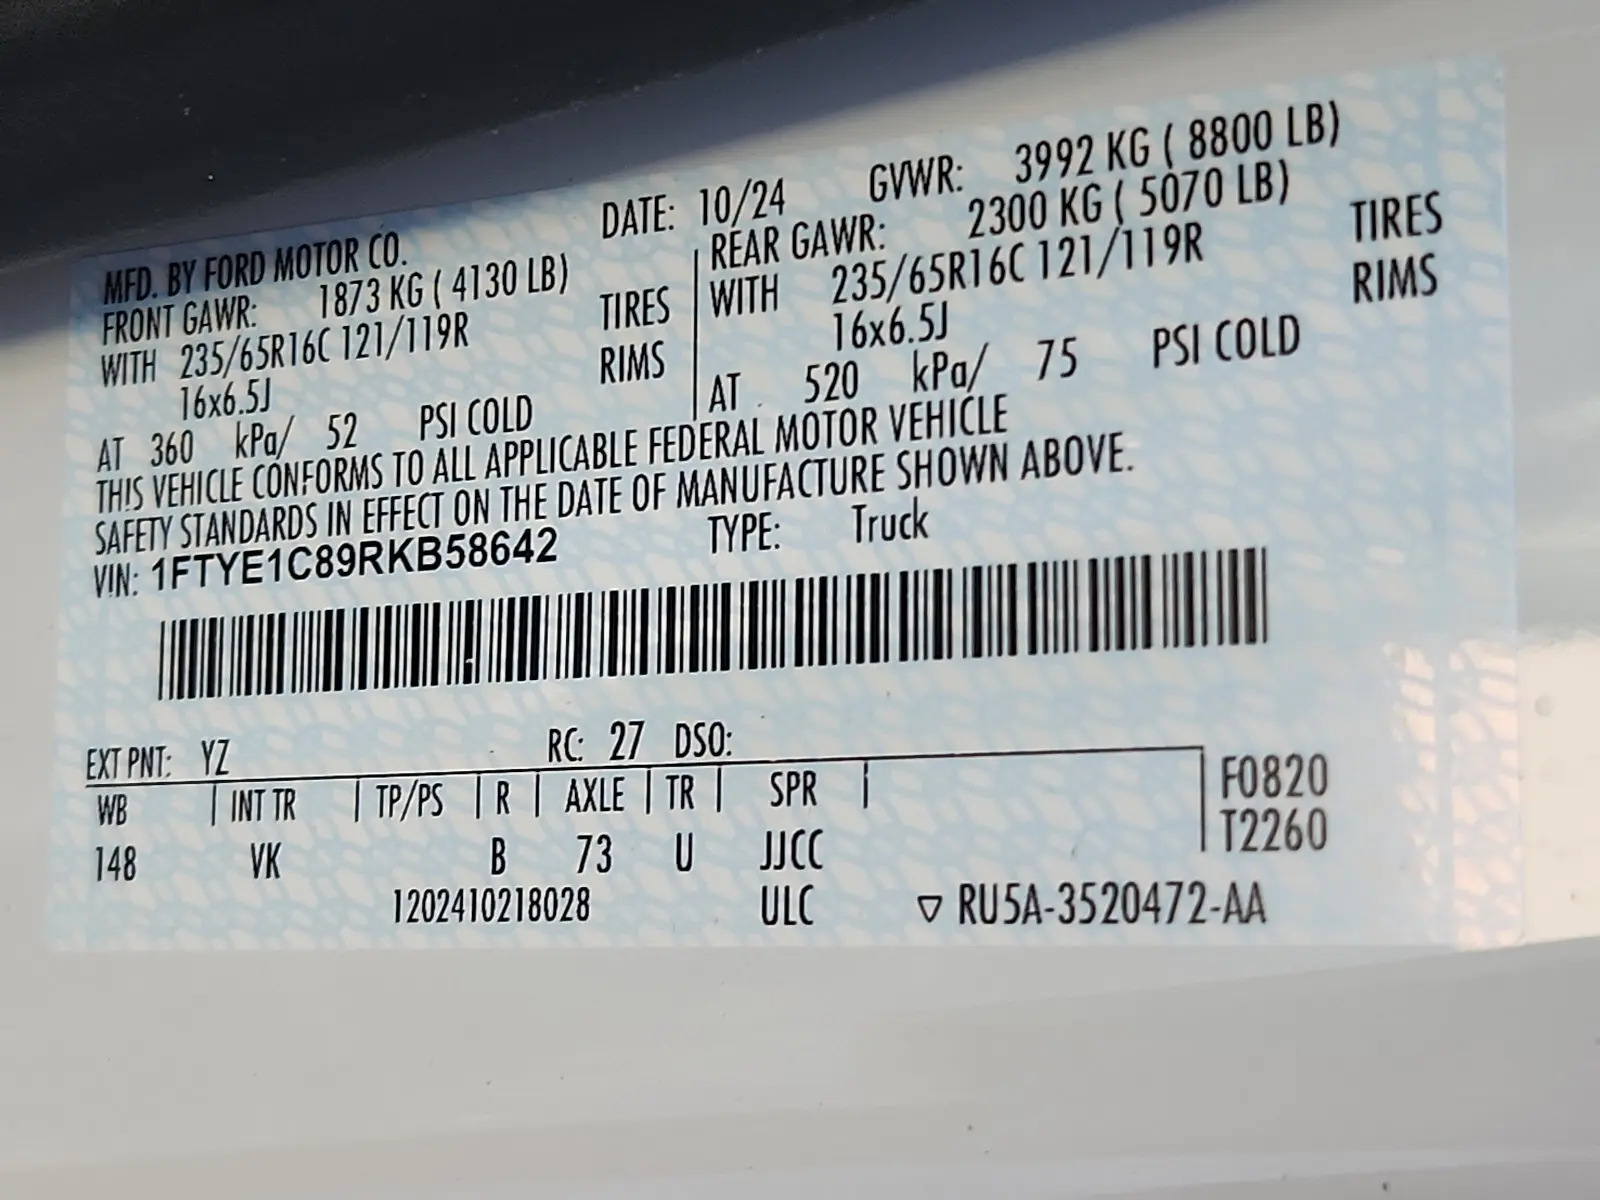 MFD. BY FORD MOTOR CO. DATE: 10/24 GVWR: 3992 KG ( 8800 LB)
FRONT GAWR: 1873 KG ( 4130 LB) REAR GAWR: 2300 KG ( 5070 LB)
WITH 235/65R16C 121/119R TIRES WITH 235/65R16C 121/119R TIRES
16x6.5J RIMS 16x6.5J RIMS
AT 360 kPa/ 52 PSI COLD AT 520 kPa/ 75 PSI COLD
THIS VEHICLE CONFORMS TO ALL APPLICABLE FEDERAL MOTOR VEHICLE
SAFETY STANDARDS IN EFFECT ON THE DATE OF MANUFACTURE SHOWN ABOVE.
VIN: 1FTYE1C89RKB58642 TYPE: Truck
EXT PNT: YZ RC: 27 DSO:
WB INT TR TP/PS R AXLE TR SPR F0820
T2260
148 VK B 73 U JJCC
1202410218028 ULC ▽ RU5A-3520472-AA